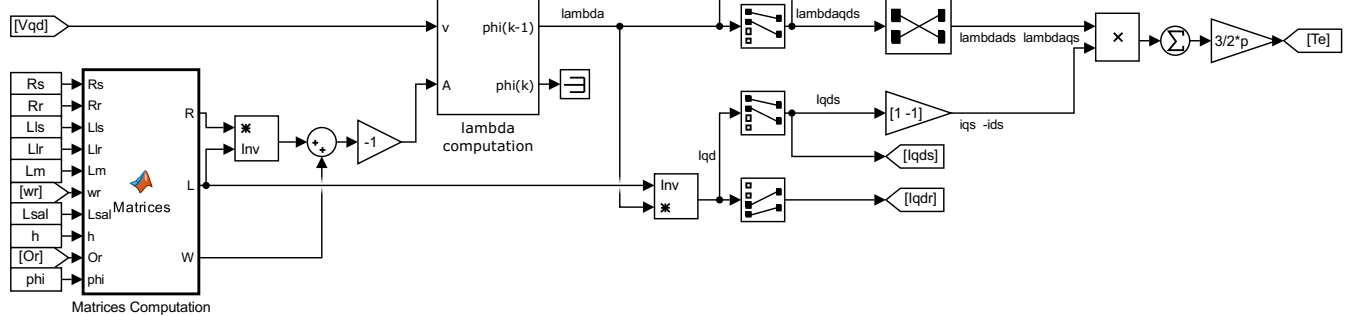 [Vqd]
v
phi(k-1)
A
phi(k)
lambda
computation
lambda
lambdaqds
lambdads lambdaqs
×
Σ
3/2*p
[Te]
Rs
Rr
Lls
Llr
Lm
[wr]
Lsal
h
[Or]
phi
Rs
Rr
Lls
Llr
Lm
wr
Lsal
h
Or
phi
Matrices
R
L
W
Matrices Computation
*
Inv
+
+
-1
Inv
*
Iqd
Iqds
[1 -1]
iqs -ids
[Iqds]
[Iqdr]